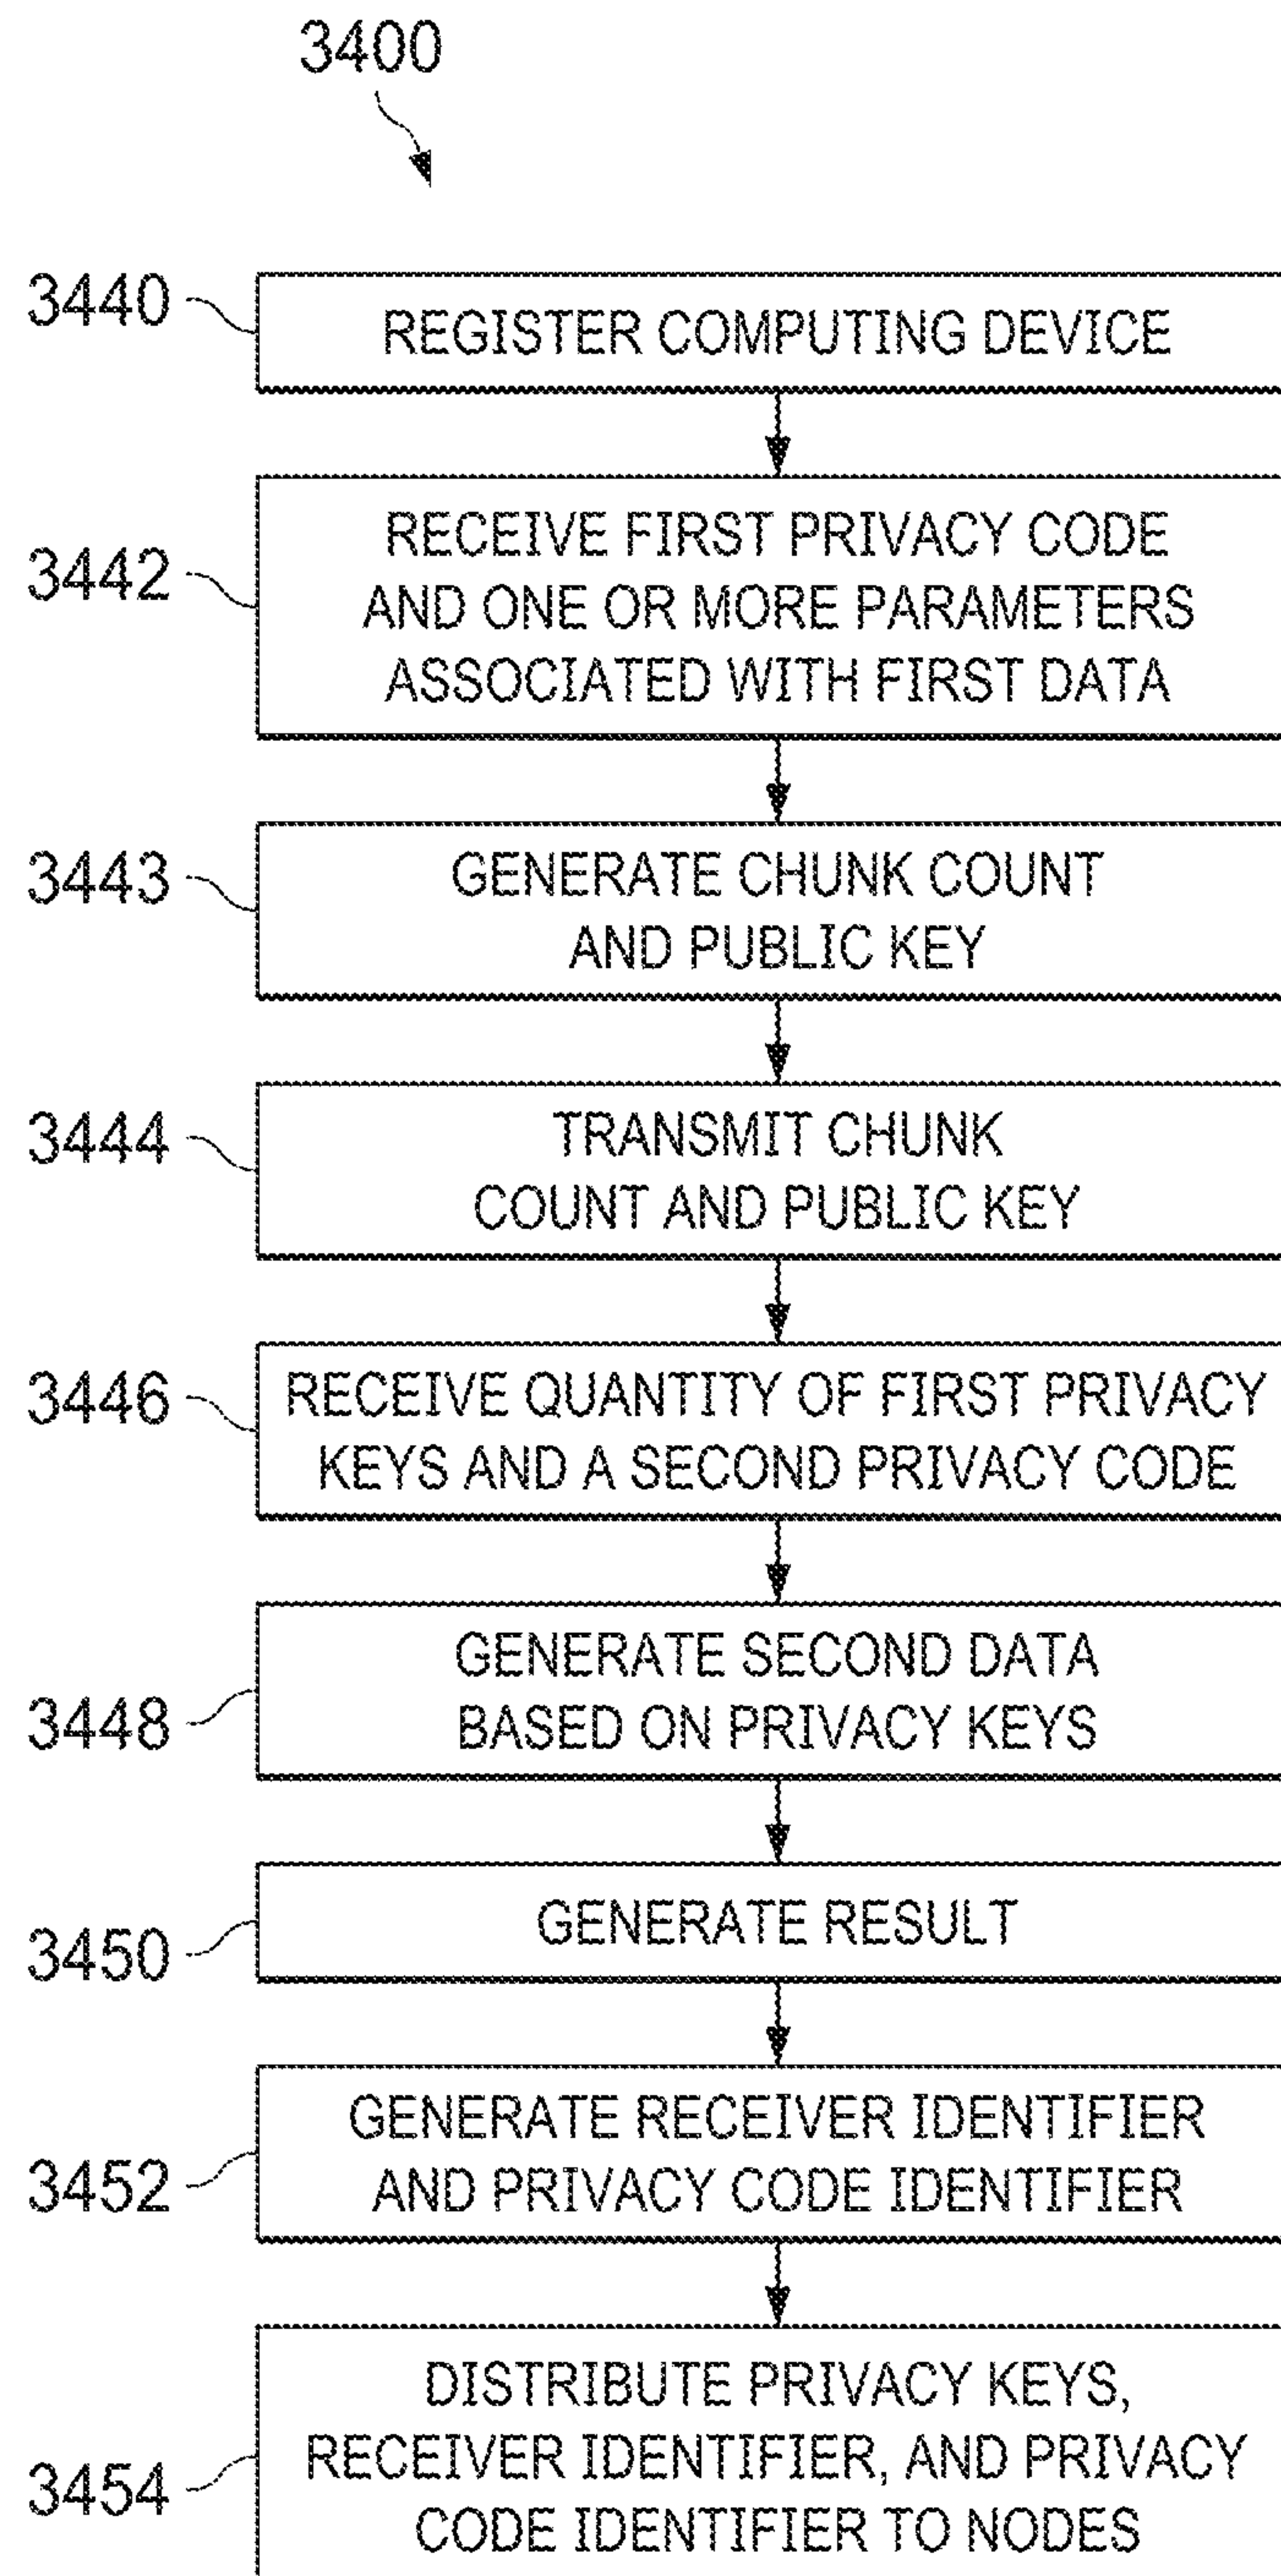 3400
3440
REGISTER COMPUTING DEVICE
3442
RECEIVE FIRST PRIVACY CODE
AND ONE OR MORE PARAMETERS
ASSOCIATED WITH FIRST DATA
3443
GENERATE CHUNK COUNT
AND PUBLIC KEY
3444
TRANSMIT CHUNK
COUNT AND PUBLIC KEY
3446
RECEIVE QUANTITY OF FIRST PRIVACY
KEYS AND A SECOND PRIVACY CODE
3448
GENERATE SECOND DATA
BASED ON PRIVACY KEYS
3450
GENERATE RESULT
3452
GENERATE RECEIVER IDENTIFIER
AND PRIVACY CODE IDENTIFIER
3454
DISTRIBUTE PRIVACY KEYS,
RECEIVER IDENTIFIER, AND PRIVACY
CODE IDENTIFIER TO NODES